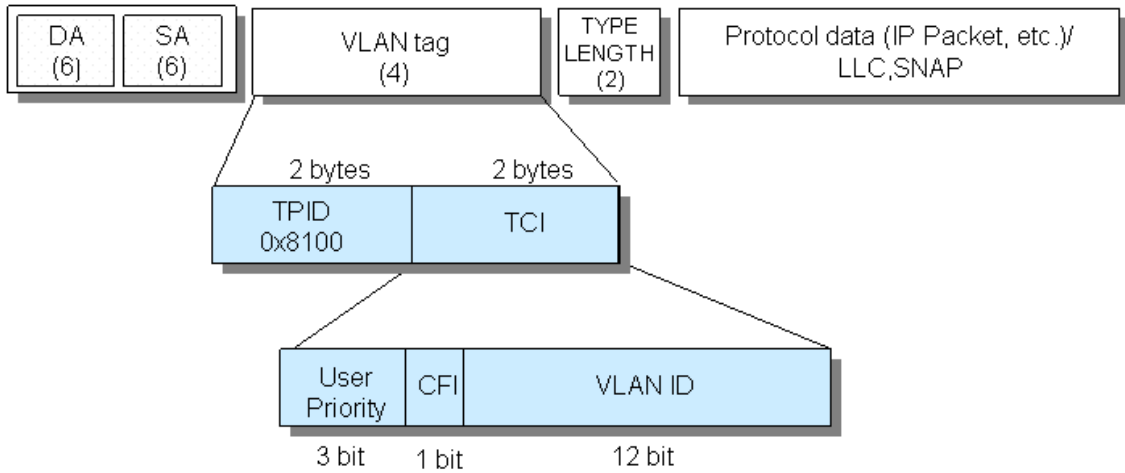 DA
(6)
SA
(6)
VLAN tag
(4)
TYPE
LENGTH
(2)
Protocol data (IP Packet, etc.)/
LLC,SNAP
2 bytes
2 bytes
TPID
0x8100
TCI
User
Priority
CFI
VLAN ID
3 bit
1 bit
12 bit